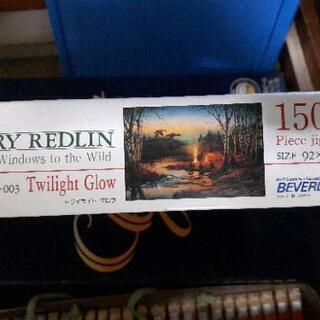 RY REDLIN
Windows to the Wild
-003 Twilight Glow
トワイライト グロウ
150
Piece ji
SIZE 92×
BEVERL